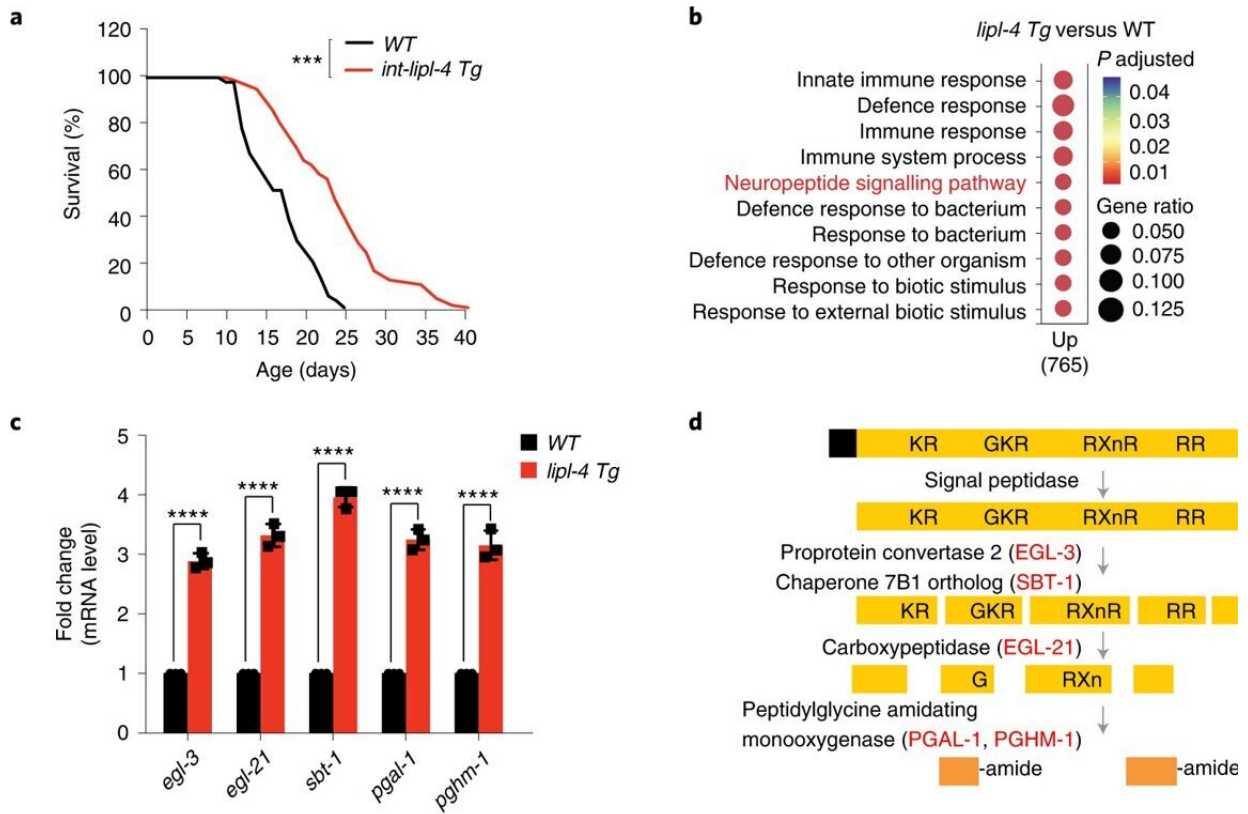 a
120
100
80
60
40
20
0
Survival (%)
0 5 10 15 20 25 30 35 40
Age (days)
***
WT
int-lipl-4 Tg
b
lipl-4 Tg versus WT
Innate immune response
Defence response
Immune response
Immune system process
Neuropeptide signalling pathway
Defence response to bacterium
Response to bacterium
Defence response to other organism
Response to biotic stimulus
Response to external biotic stimulus
Up
(765)
P adjusted
0.04
0.03
0.02
0.01
Gene ratio
0.050
0.075
0.100
0.125
c
5
4
3
2
1
0
Fold change
(mRNA level)
WT
lipl-4 Tg
**** **** **** **** ****
egl-3 egl-21 sbt-1 pgal-1 pghm-1
d
KR GKR RXnR RR
Signal peptidase
KR GKR RXnR RR
Proprotein convertase 2 (EGL-3)
Chaperone 7B1 ortholog (SBT-1)
KR GKR RXnR RR
Carboxypeptidase (EGL-21)
G RXn
Peptidylglycine amidating
monooxygenase (PGAL-1, PGHM-1)
-amide -amide